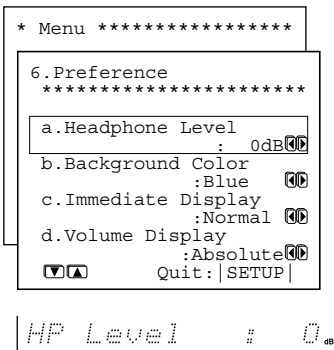 * Menu *****************
6.Preference
***********************
a.Headphone Level
: 0dB
b.Background Color
:Blue
c.Immediate Display
:Normal
d.Volume Display
:Absolute
Quit:|SETUP|
HP Level : 0dB